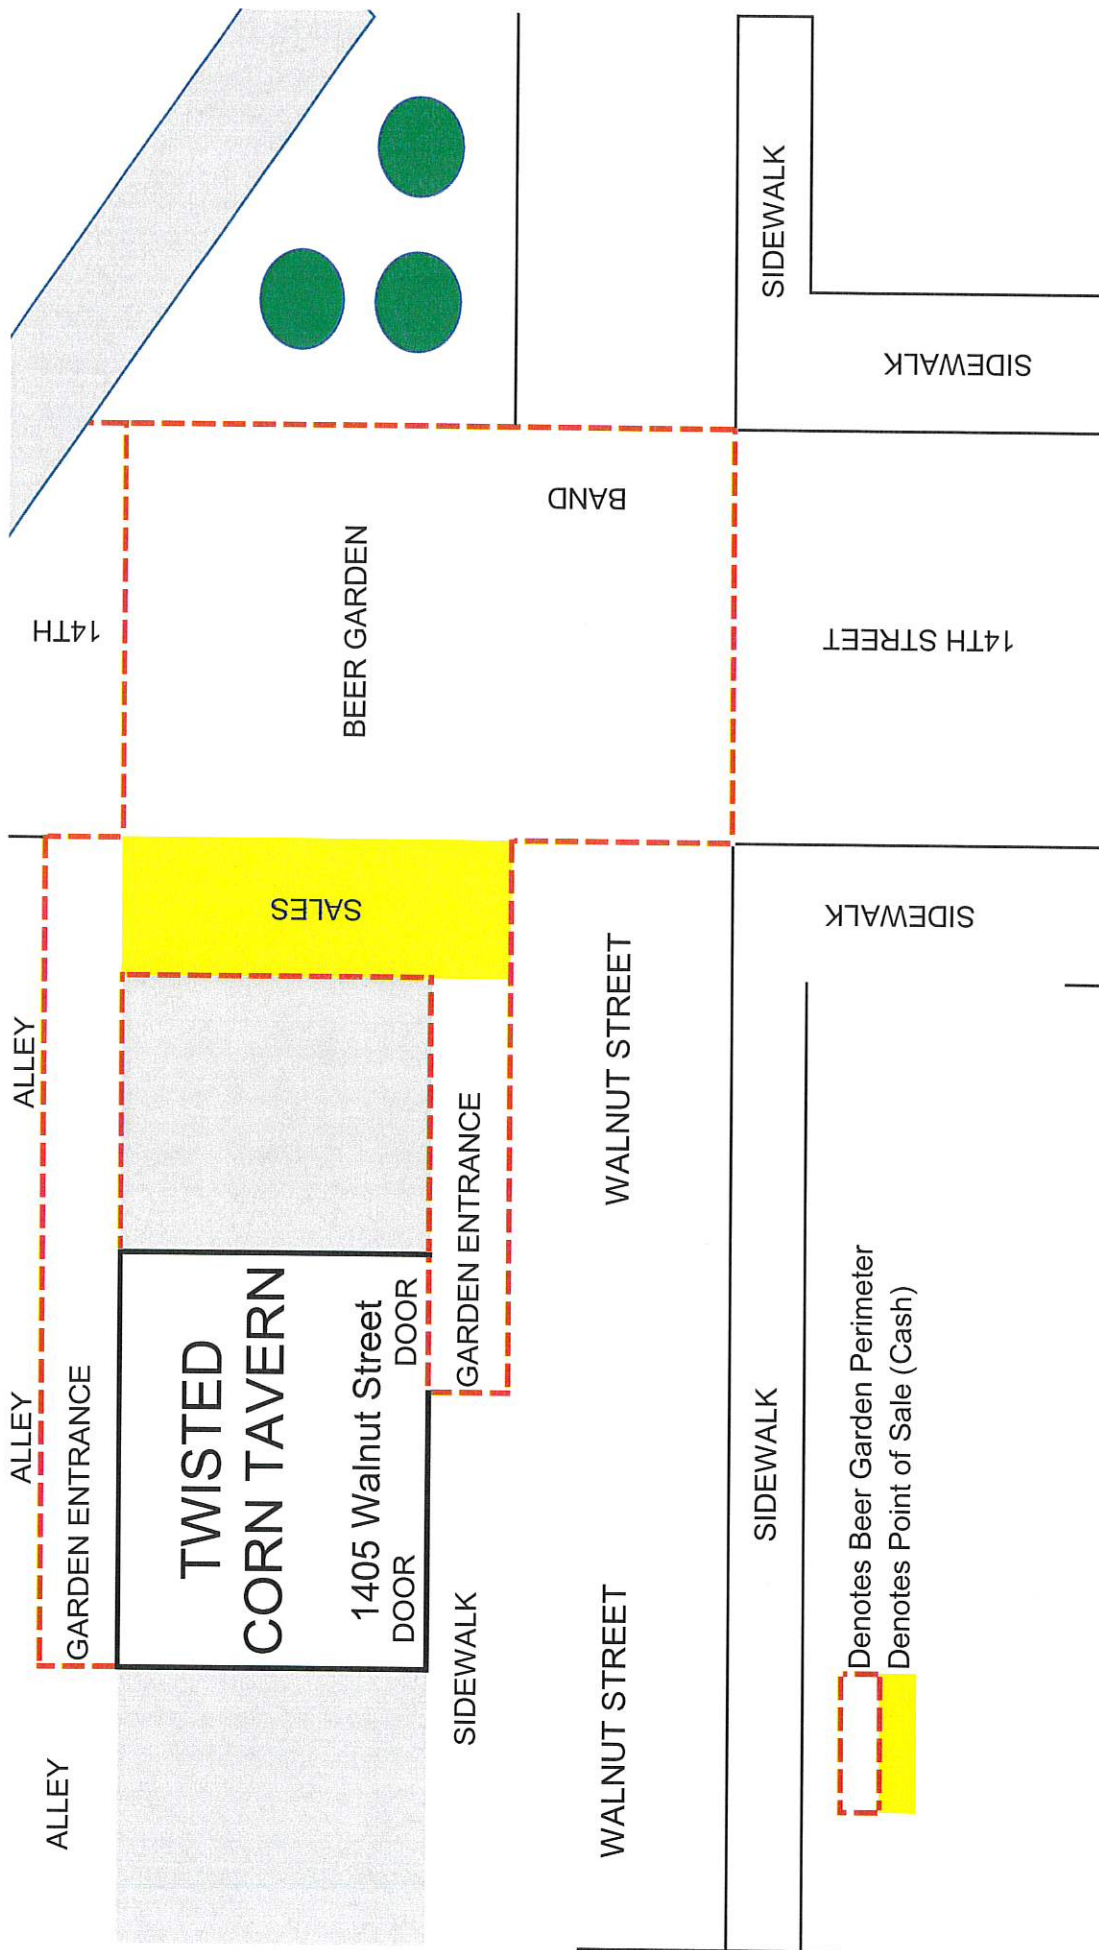 ALLEY
ALLEY
ALLEY
GARDEN ENTRANCE
14TH
TWISTED
CORN TAVERN
1405 Walnut Street
DOOR
DOOR
SALES
BEER GARDEN
BAND
SIDEWALK
GARDEN ENTRANCE
WALNUT STREET
WALNUT STREET
SIDEWALK
SIDEWALK
SIDEWALK
14TH STREET
SIDEWALK
Denotes Beer Garden Perimeter
Denotes Point of Sale (Cash)